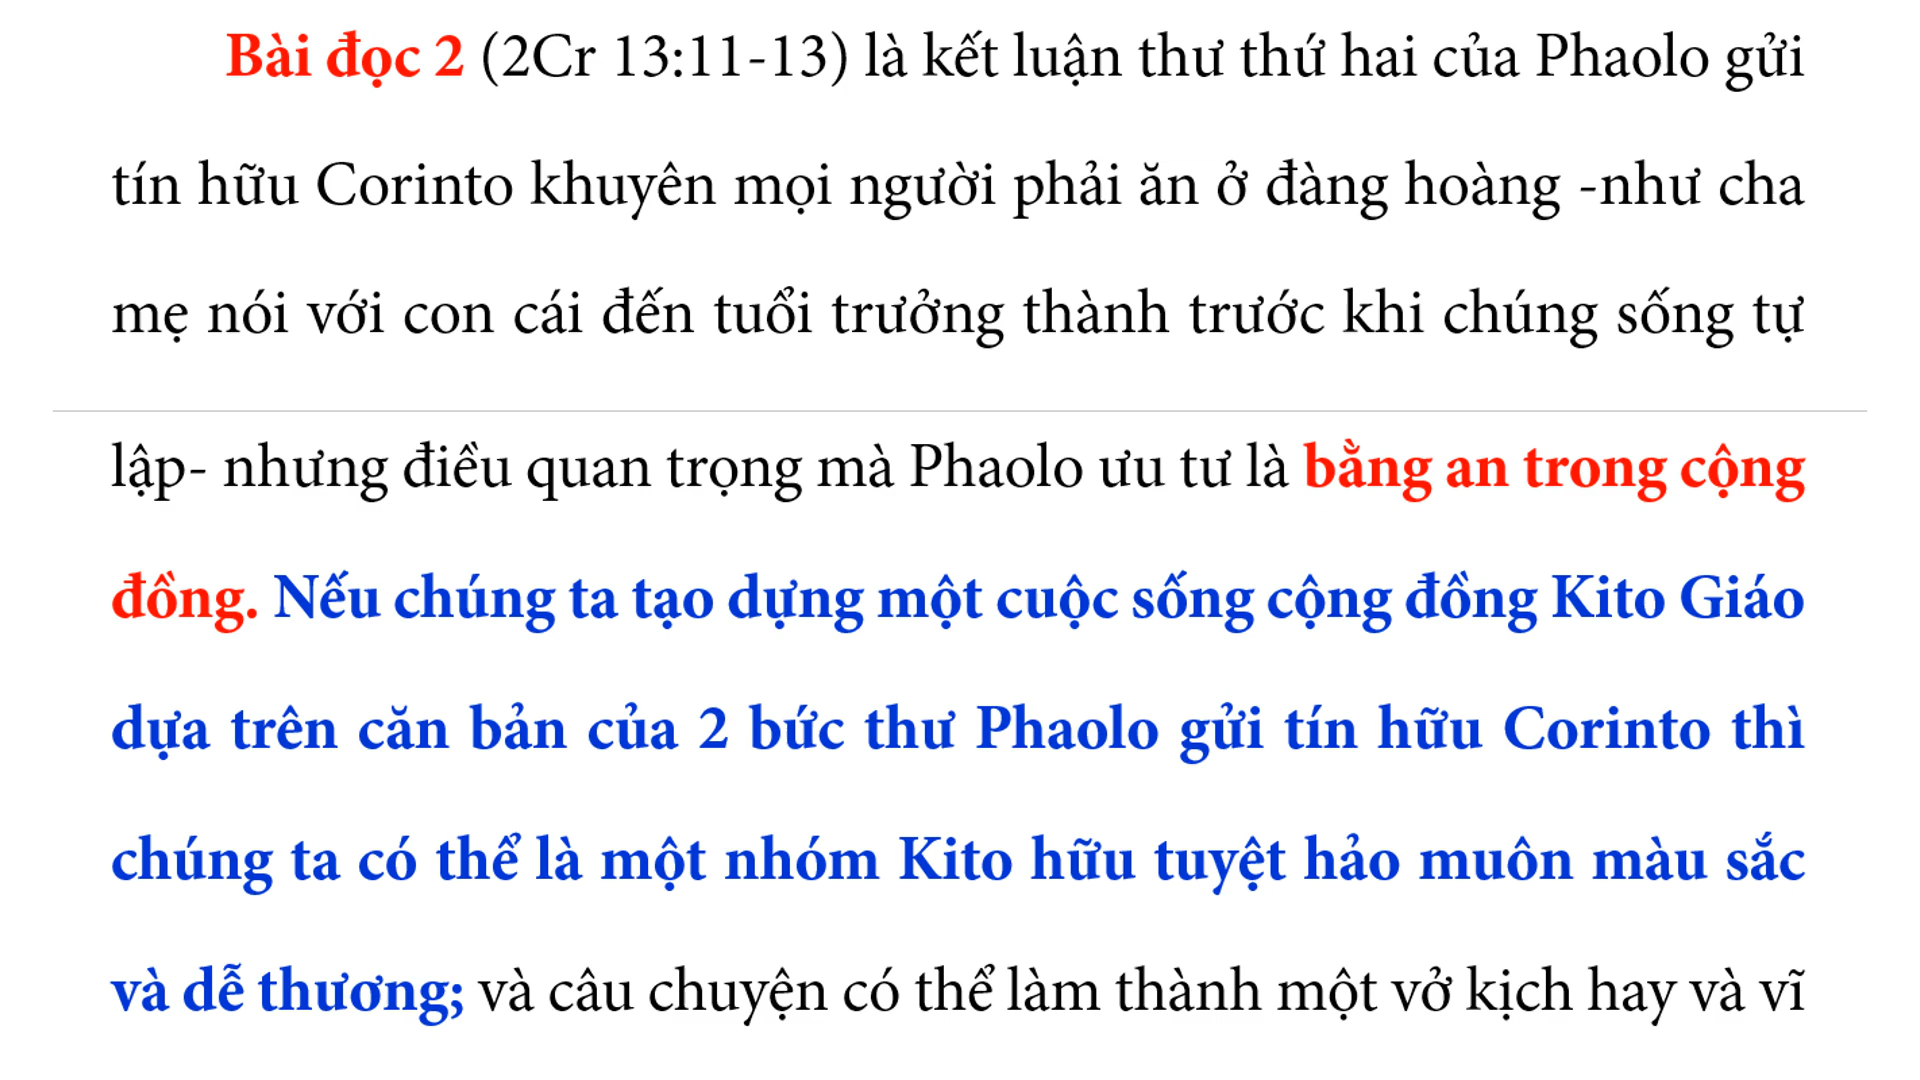 Bài đọc 2 (2Cr 13:11-13) là kết luận thư thứ hai của Phaolo gửi
tín hữu Corinto khuyên mọi người phải ăn ở đàng hoàng -như cha
mẹ nói với con cái đến tuổi trưởng thành trước khi chúng sống tự
lập- nhưng điều quan trọng mà Phaolo ưu tư là bằng an trong cộng
đồng. Nếu chúng ta tạo dựng một cuộc sống cộng đồng Kito Giáo
dựa trên căn bản của 2 bức thư Phaolo gửi tín hữu Corinto thì
chúng ta có thể là một nhóm Kito hữu tuyệt hảo muôn màu sắc
và dễ thương; và câu chuyện có thể làm thành một vở kịch hay và vĩ